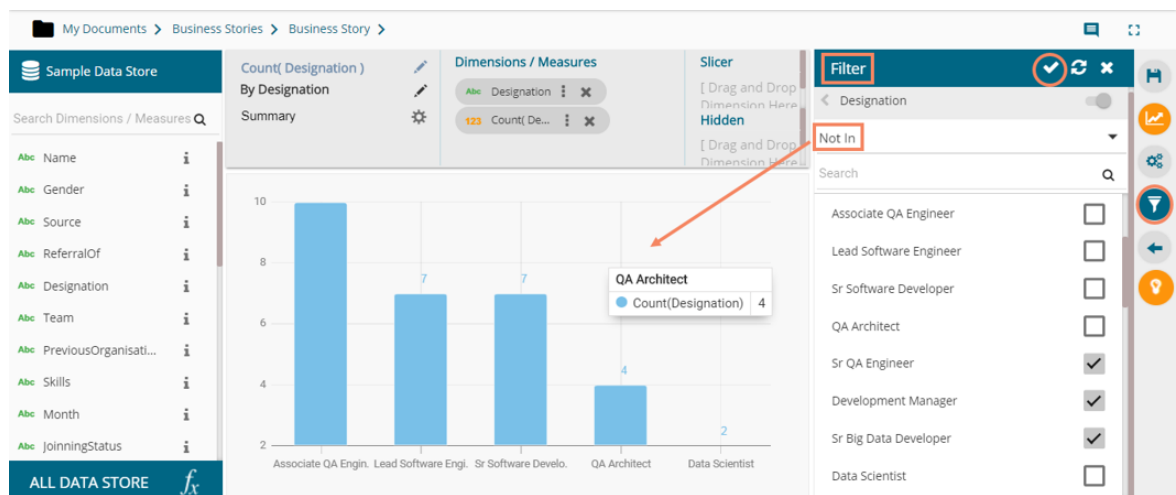 My Documents > Business Stories > Business Story >
Sample Data Store
Search Dimensions / Measures
Abc Name i
Abc Gender i
Abc Source i
Abc ReferralOf i
Abc Designation i
Abc Team i
Abc PreviousOrganisati... i
Abc Skills i
Abc Month i
Abc JoinningStatus i
ALL DATA STORE fx
Count( Designation )
By Designation
Summary
Dimensions / Measures
Abc Designation
123 Count( De...
Slicer
[ Drag and Drop
Dimension Here
Hidden
[ Drag and Drop
Dimension Here
10
8
6
4
2
7
7
4
2
QA Architect
Count(Designation) 4
Associate QA Engin.
Lead Software Engi.
Sr Software Develo.
QA Architect
Data Scientist
Filter
Designation
Not In
Search
Associate QA Engineer
Lead Software Engineer
Sr Software Developer
QA Architect
Sr QA Engineer
Development Manager
Sr Big Data Developer
Data Scientist